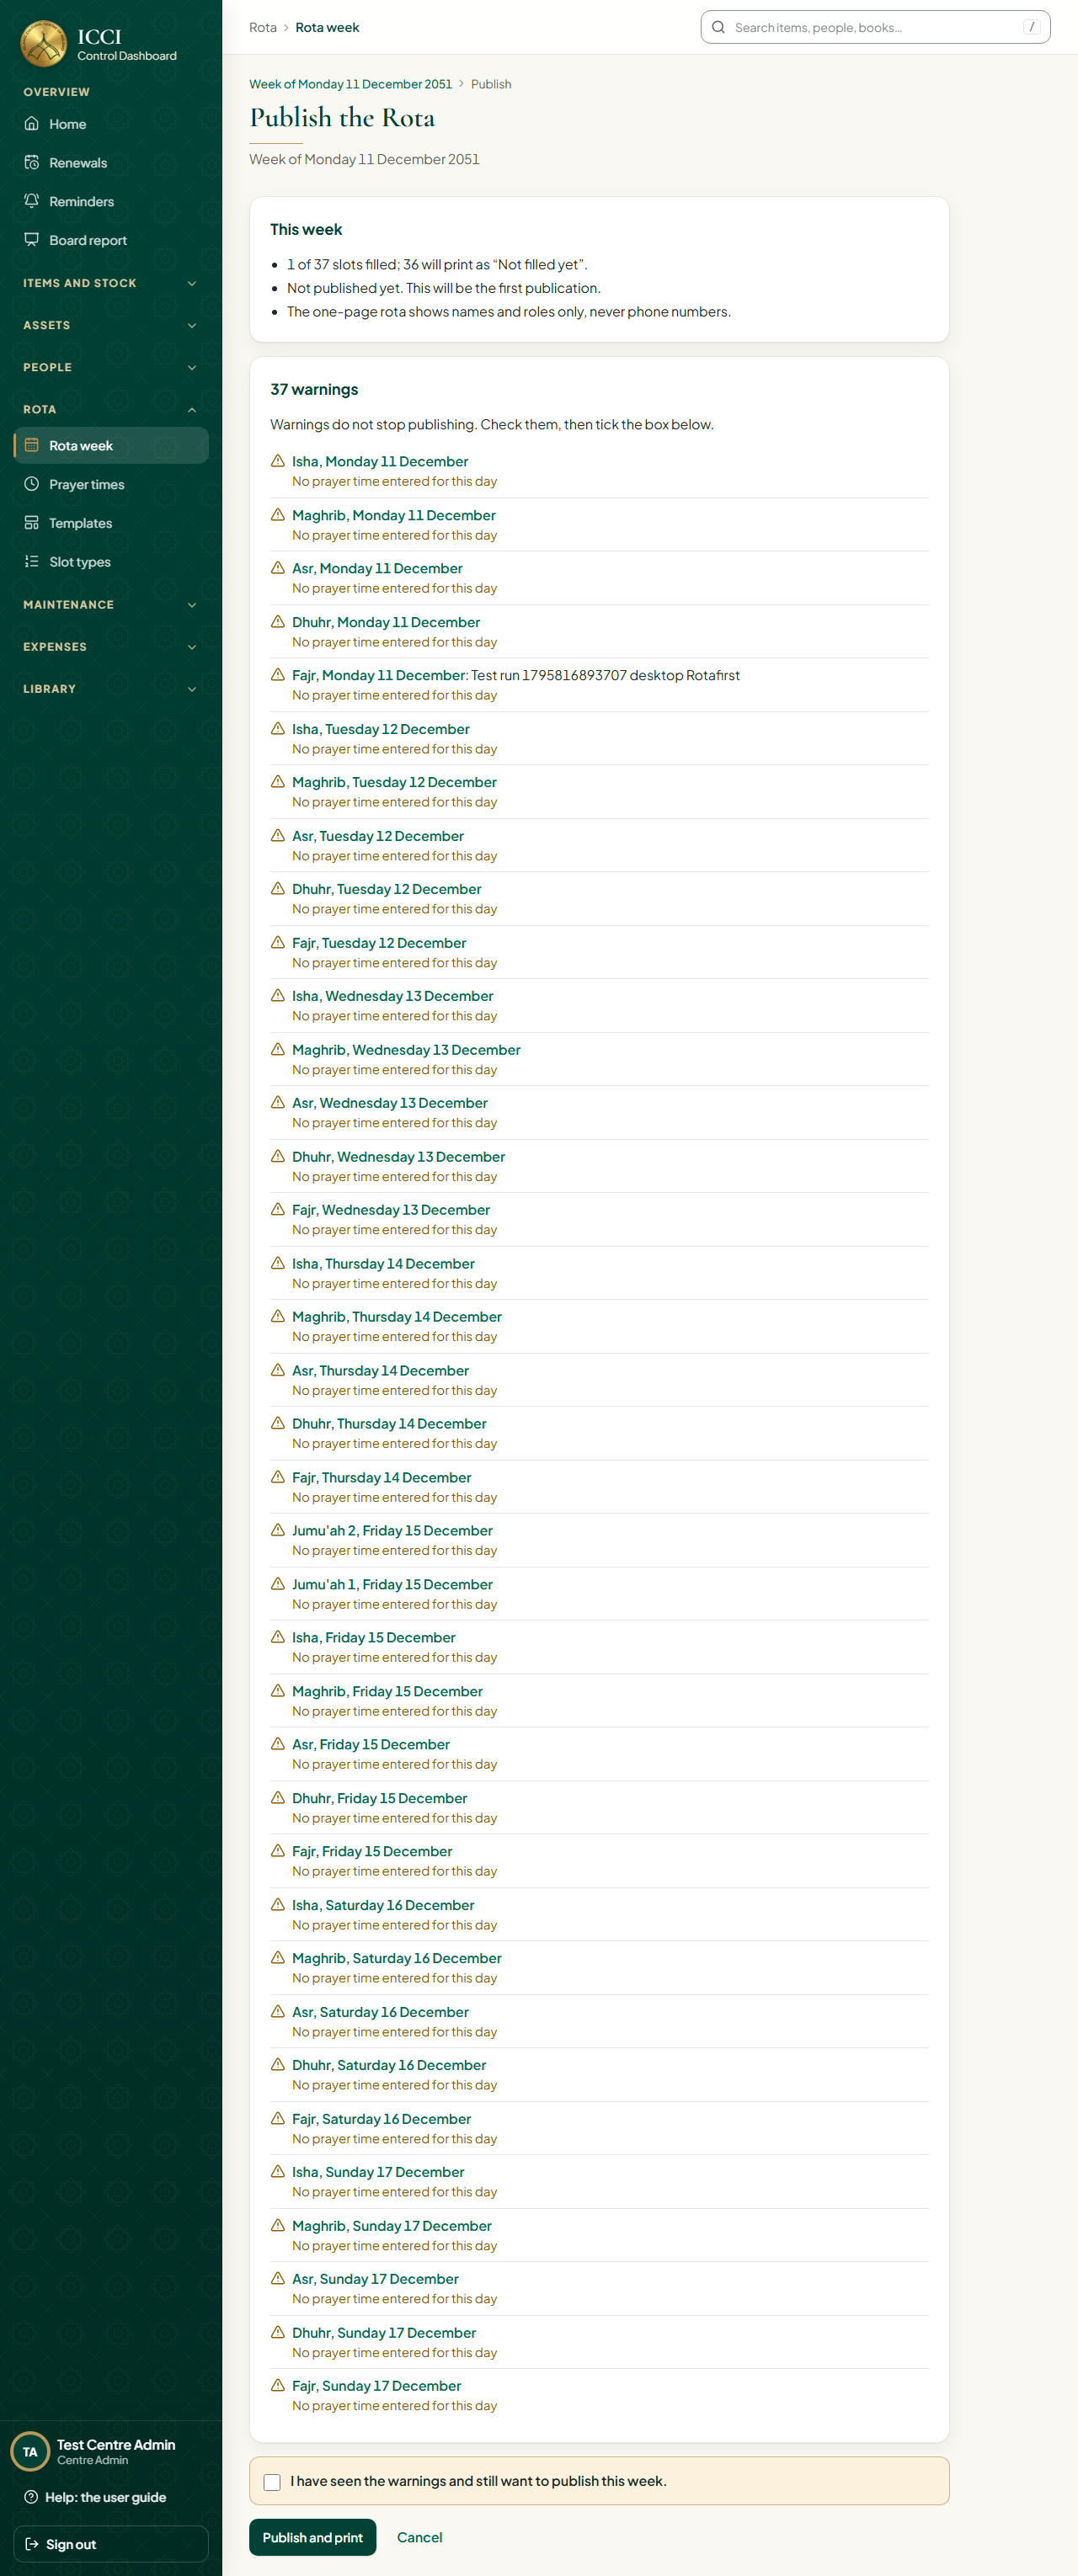 ICCI
Control Dashboard
OVERVIEW
Home
Renewals
Reminders
Board report
ITEMS AND STOCK
ASSETS
PEOPLE
ROTA
Rota week
Prayer times
Templates
Slot types
MAINTENANCE
EXPENSES
LIBRARY
TA
Test Centre Admin
Centre Admin
Help: the user guide
Sign out
Rota > Rota week
Search items, people, books...
/
Week of Monday 11 December 2051 > Publish
Publish the Rota
Week of Monday 11 December 2051
This week
• 1 of 37 slots filled; 36 will print as “Not filled yet”.
• Not published yet. This will be the first publication.
• The one-page rota shows names and roles only, never phone numbers.
37 warnings
Warnings do not stop publishing. Check them, then tick the box below.
Isha, Monday 11 December
No prayer time entered for this day
Maghrib, Monday 11 December
No prayer time entered for this day
Asr, Monday 11 December
No prayer time entered for this day
Dhuhr, Monday 11 December
No prayer time entered for this day
Fajr, Monday 11 December: Test run 1795816893707 desktop Rotafirst
No prayer time entered for this day
Isha, Tuesday 12 December
No prayer time entered for this day
Maghrib, Tuesday 12 December
No prayer time entered for this day
Asr, Tuesday 12 December
No prayer time entered for this day
Dhuhr, Tuesday 12 December
No prayer time entered for this day
Fajr, Tuesday 12 December
No prayer time entered for this day
Isha, Wednesday 13 December
No prayer time entered for this day
Maghrib, Wednesday 13 December
No prayer time entered for this day
Asr, Wednesday 13 December
No prayer time entered for this day
Dhuhr, Wednesday 13 December
No prayer time entered for this day
Fajr, Wednesday 13 December
No prayer time entered for this day
Isha, Thursday 14 December
No prayer time entered for this day
Maghrib, Thursday 14 December
No prayer time entered for this day
Asr, Thursday 14 December
No prayer time entered for this day
Dhuhr, Thursday 14 December
No prayer time entered for this day
Fajr, Thursday 14 December
No prayer time entered for this day
Jumu'ah 2, Friday 15 December
No prayer time entered for this day
Jumu'ah 1, Friday 15 December
No prayer time entered for this day
Isha, Friday 15 December
No prayer time entered for this day
Maghrib, Friday 15 December
No prayer time entered for this day
Asr, Friday 15 December
No prayer time entered for this day
Dhuhr, Friday 15 December
No prayer time entered for this day
Fajr, Friday 15 December
No prayer time entered for this day
Isha, Saturday 16 December
No prayer time entered for this day
Maghrib, Saturday 16 December
No prayer time entered for this day
Asr, Saturday 16 December
No prayer time entered for this day
Dhuhr, Saturday 16 December
No prayer time entered for this day
Fajr, Saturday 16 December
No prayer time entered for this day
Isha, Sunday 17 December
No prayer time entered for this day
Maghrib, Sunday 17 December
No prayer time entered for this day
Asr, Sunday 17 December
No prayer time entered for this day
Dhuhr, Sunday 17 December
No prayer time entered for this day
Fajr, Sunday 17 December
No prayer time entered for this day
I have seen the warnings and still want to publish this week.
Publish and print
Cancel